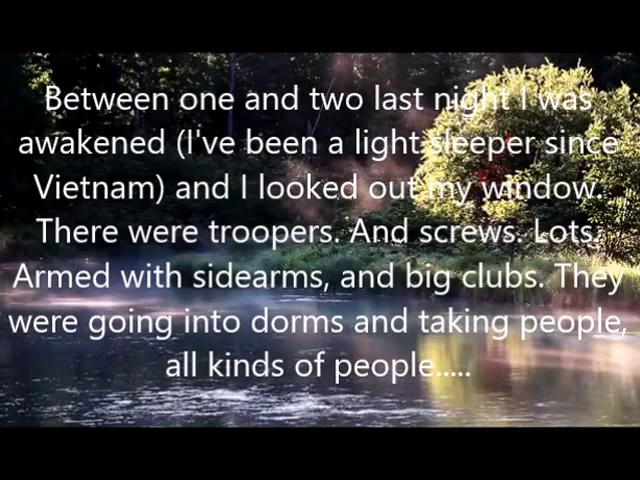 Between one and two last night I was
awakened (I've been a light sleeper since
Vietnam) and I looked out my window.
There were troopers. And screws. Lots.
Armed with sidearms, and big clubs. They
were going into dorms and taking people,
all kinds of people.....